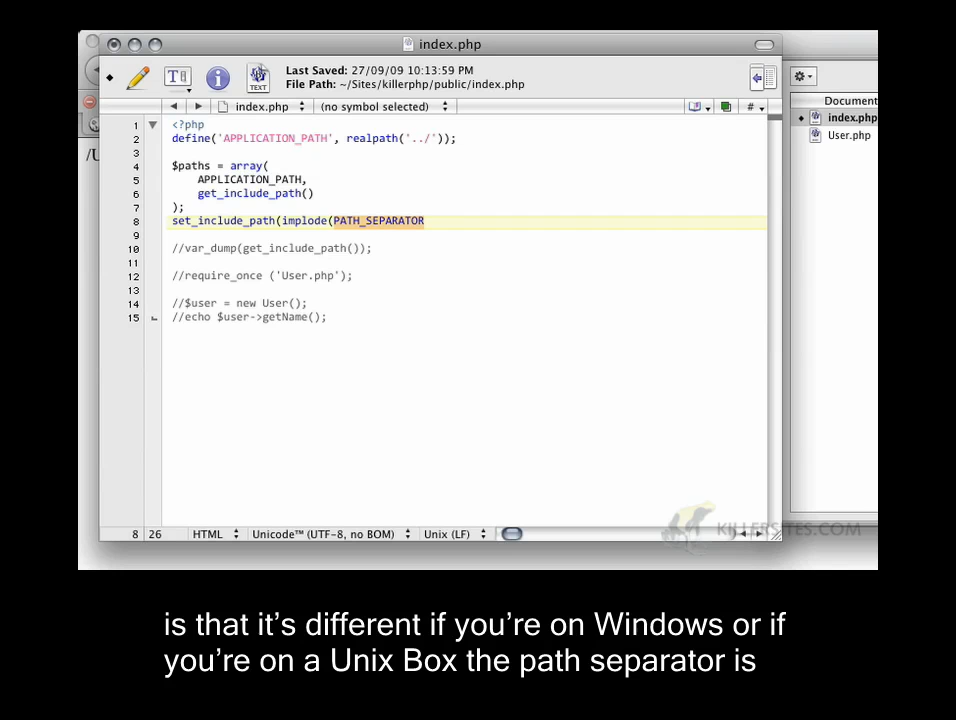 index.php
Last Saved: 27/09/09 10:13:59 PM
File Path: ~/Sites/killerphp/public/index.php
TEXT
index.php
(no symbol selected)
#
Document
index.php
User.php
/U
1 <?php
2 define('APPLICATION_PATH', realpath('../'));
3
4 $paths = array(
5 APPLICATION_PATH,
6 get_include_path()
7 );
8 set_include_path(implode(PATH_SEPARATOR
9
10 //var_dump(get_include_path());
11
12 //require_once ('User.php');
13
14 //$user = new User();
15 //echo $user->getName();
KILLERSITES.COM
8 26 HTML Unicode™ (UTF-8, no BOM) Unix (LF)
is that it’s different if you’re on Windows or if
you’re on a Unix Box the path separator is